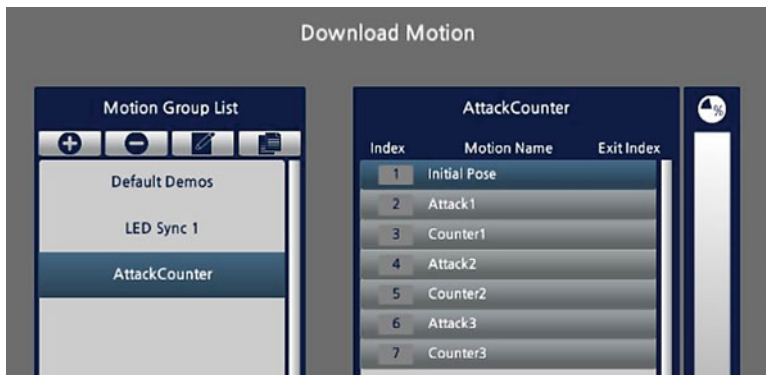 Download Motion
Motion Group List
Default Demos
LED Sync 1
AttackCounter
AttackCounter
%
Index Motion Name Exit Index
1 Initial Pose
2 Attack1
3 Counter1
4 Attack2
5 Counter2
6 Attack3
7 Counter3